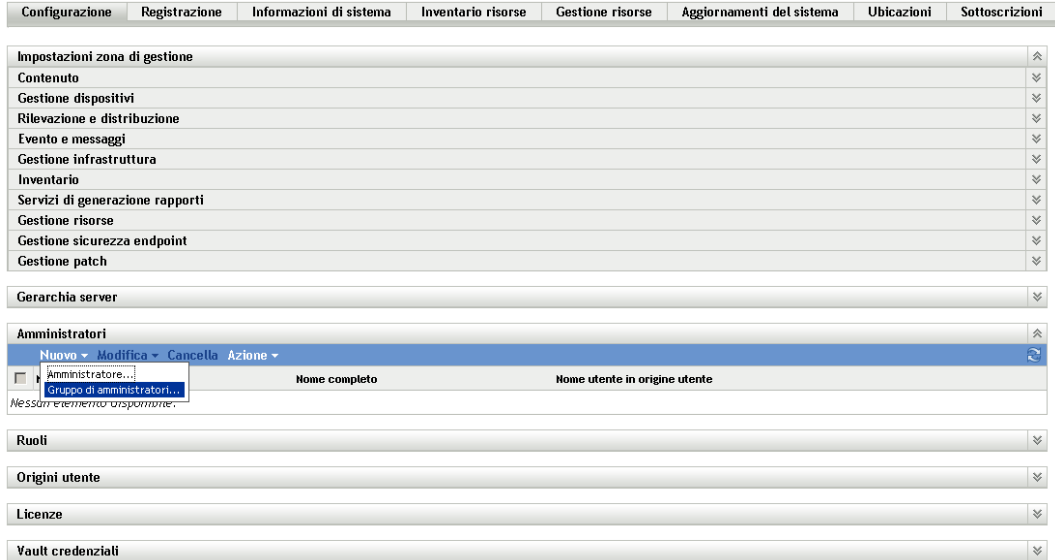 Configurazione Registrazione Informazioni di sistema Inventario risorse Gestione risorse Aggiornamenti del sistema Ubicazioni Sottoscrizioni
Impostazioni zona di gestione
Contenuto
Gestione dispositivi
Rilevazione e distribuzione
Evento e messaggi
Gestione infrastruttura
Inventario
Servizi di generazione rapporti
Gestione risorse
Gestione sicurezza endpoint
Gestione patch
Gerarchia server
Amministratori
Nuovo Modifica Cancella Azione
Amministratore...
Nome completo Nome utente in origine utente
Gruppo di amministratori...
Nessun elemento disponibile.
Ruoli
Origini utente
Licenze
Vault credenziali